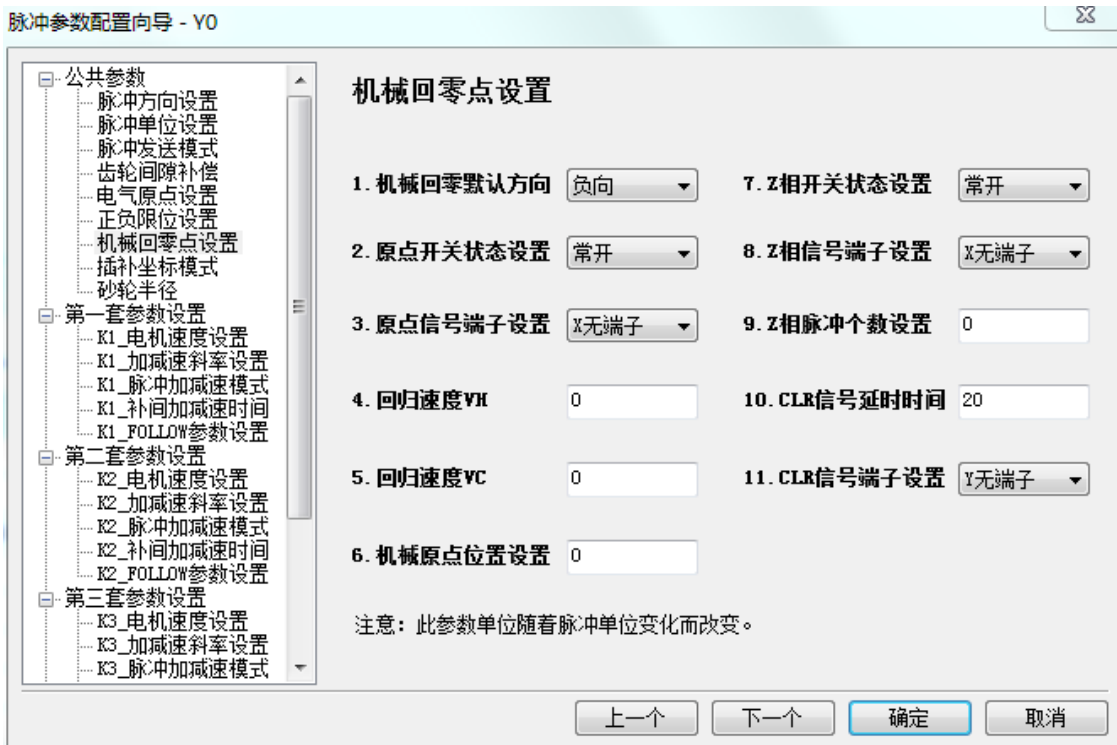 脉冲参数配置向导 - Y0
公共参数
脉冲方向设置
脉冲单位设置
脉冲发送模式
齿轮间隙补偿
电气原点设置
正负限位设置
机械回零点设置
插补坐标模式
砂轮半径
第一套参数设置
K1_电机速度设置
K1_加减速斜率设置
K1_脉冲加减速模式
K1_补间加减速时间
K1_FOLLOW参数设置
第二套参数设置
K2_电机速度设置
K2_加减速斜率设置
K2_脉冲加减速模式
K2_补间加减速时间
K2_FOLLOW参数设置
第三套参数设置
K3_电机速度设置
K3_加减速斜率设置
K3_脉冲加减速模式
机械回零点设置
1.机械回零默认方向 负向
7.Z相开关状态设置 常开
2.原点开关状态设置 常开
8.Z相信号端子设置 X无端子
3.原点信号端子设置 X无端子
9.Z相脉冲个数设置 0
4.回归速度VH 0
10.CLR信号延时时间 20
5.回归速度VC 0
11.CLR信号端子设置 Y无端子
6.机械原点位置设置 0
注意：此参数单位随着脉冲单位变化而改变。
上一个 下一个 确定 取消